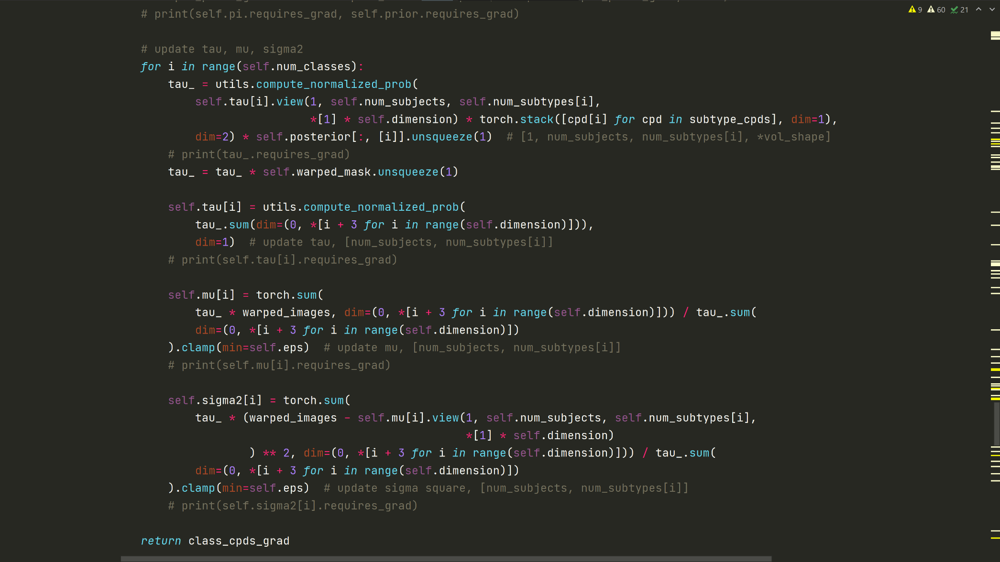 # print(self.pi.requires_grad, self.prior.requires_grad)
9 60 21
# update tau, mu, sigma2
for i in range(self.num_classes):
    tau_ = utils.compute_normalized_prob(
        self.tau[i].view(1, self.num_subjects, self.num_subtypes[i],
                         *[1] * self.dimension) * torch.stack([cpd[i] for cpd in subtype_cpds], dim=1),
        dim=2) * self.posterior[:, [i]].unsqueeze(1)  # [1, num_subjects, num_subtypes[i], *vol_shape]
    # print(tau_.requires_grad)
    tau_ = tau_ * self.warped_mask.unsqueeze(1)
    self.tau[i] = utils.compute_normalized_prob(
        tau_.sum(dim=(0, *[i + 3 for i in range(self.dimension)])),
        dim=1)  # update tau, [num_subjects, num_subtypes[i]]
    # print(self.tau[i].requires_grad)
    self.mu[i] = torch.sum(
        tau_ * warped_images, dim=(0, *[i + 3 for i in range(self.dimension)])) / tau_.sum(
        dim=(0, *[i + 3 for i in range(self.dimension)])
    ).clamp(min=self.eps)  # update mu, [num_subjects, num_subtypes[i]]
    # print(self.mu[i].requires_grad)
    self.sigma2[i] = torch.sum(
        tau_ * (warped_images - self.mu[i].view(1, self.num_subjects, self.num_subtypes[i],
                                                *[1] * self.dimension)
                ) ** 2, dim=(0, *[i + 3 for i in range(self.dimension)])) / tau_.sum(
        dim=(0, *[i + 3 for i in range(self.dimension)])
    ).clamp(min=self.eps)  # update sigma square, [num_subjects, num_subtypes[i]]
    # print(self.sigma2[i].requires_grad)
return class_cpds_grad